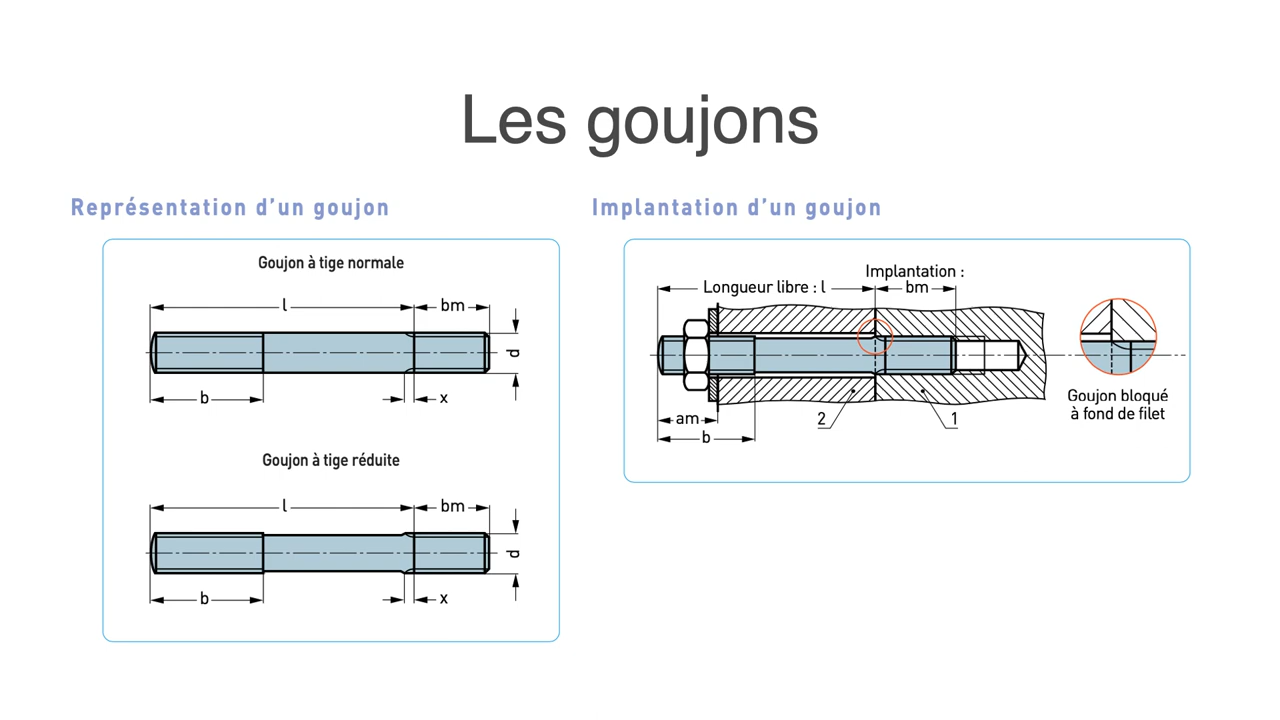 Les goujons
Représentation d'un goujon
Goujon à tige normale
l
bm
d
b
x
Goujon à tige réduite
l
bm
d
b
x
Implantation d'un goujon
Implantation :
Longueur libre : l
bm
am
b
2
1
Goujon bloqué
à fond de filet